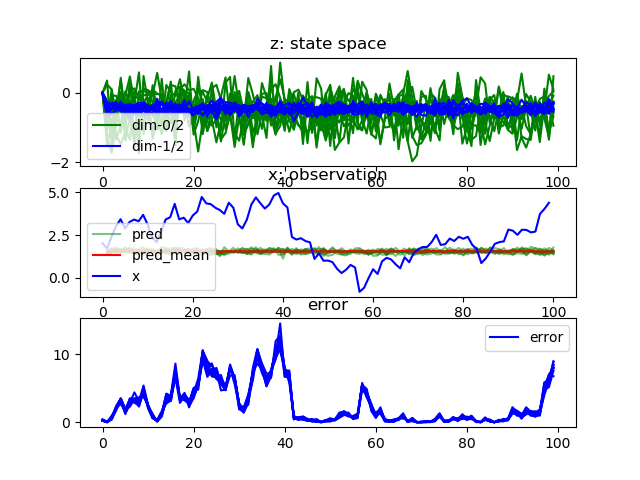 z: state space
0
−2
dim-0/2
dim-1/2
0 20 40 60 80 100
x: observation
5.0
2.5
0.0
pred
pred_mean
x
0 20 40 60 80 100
error
10
0
error
0 20 40 60 80 100